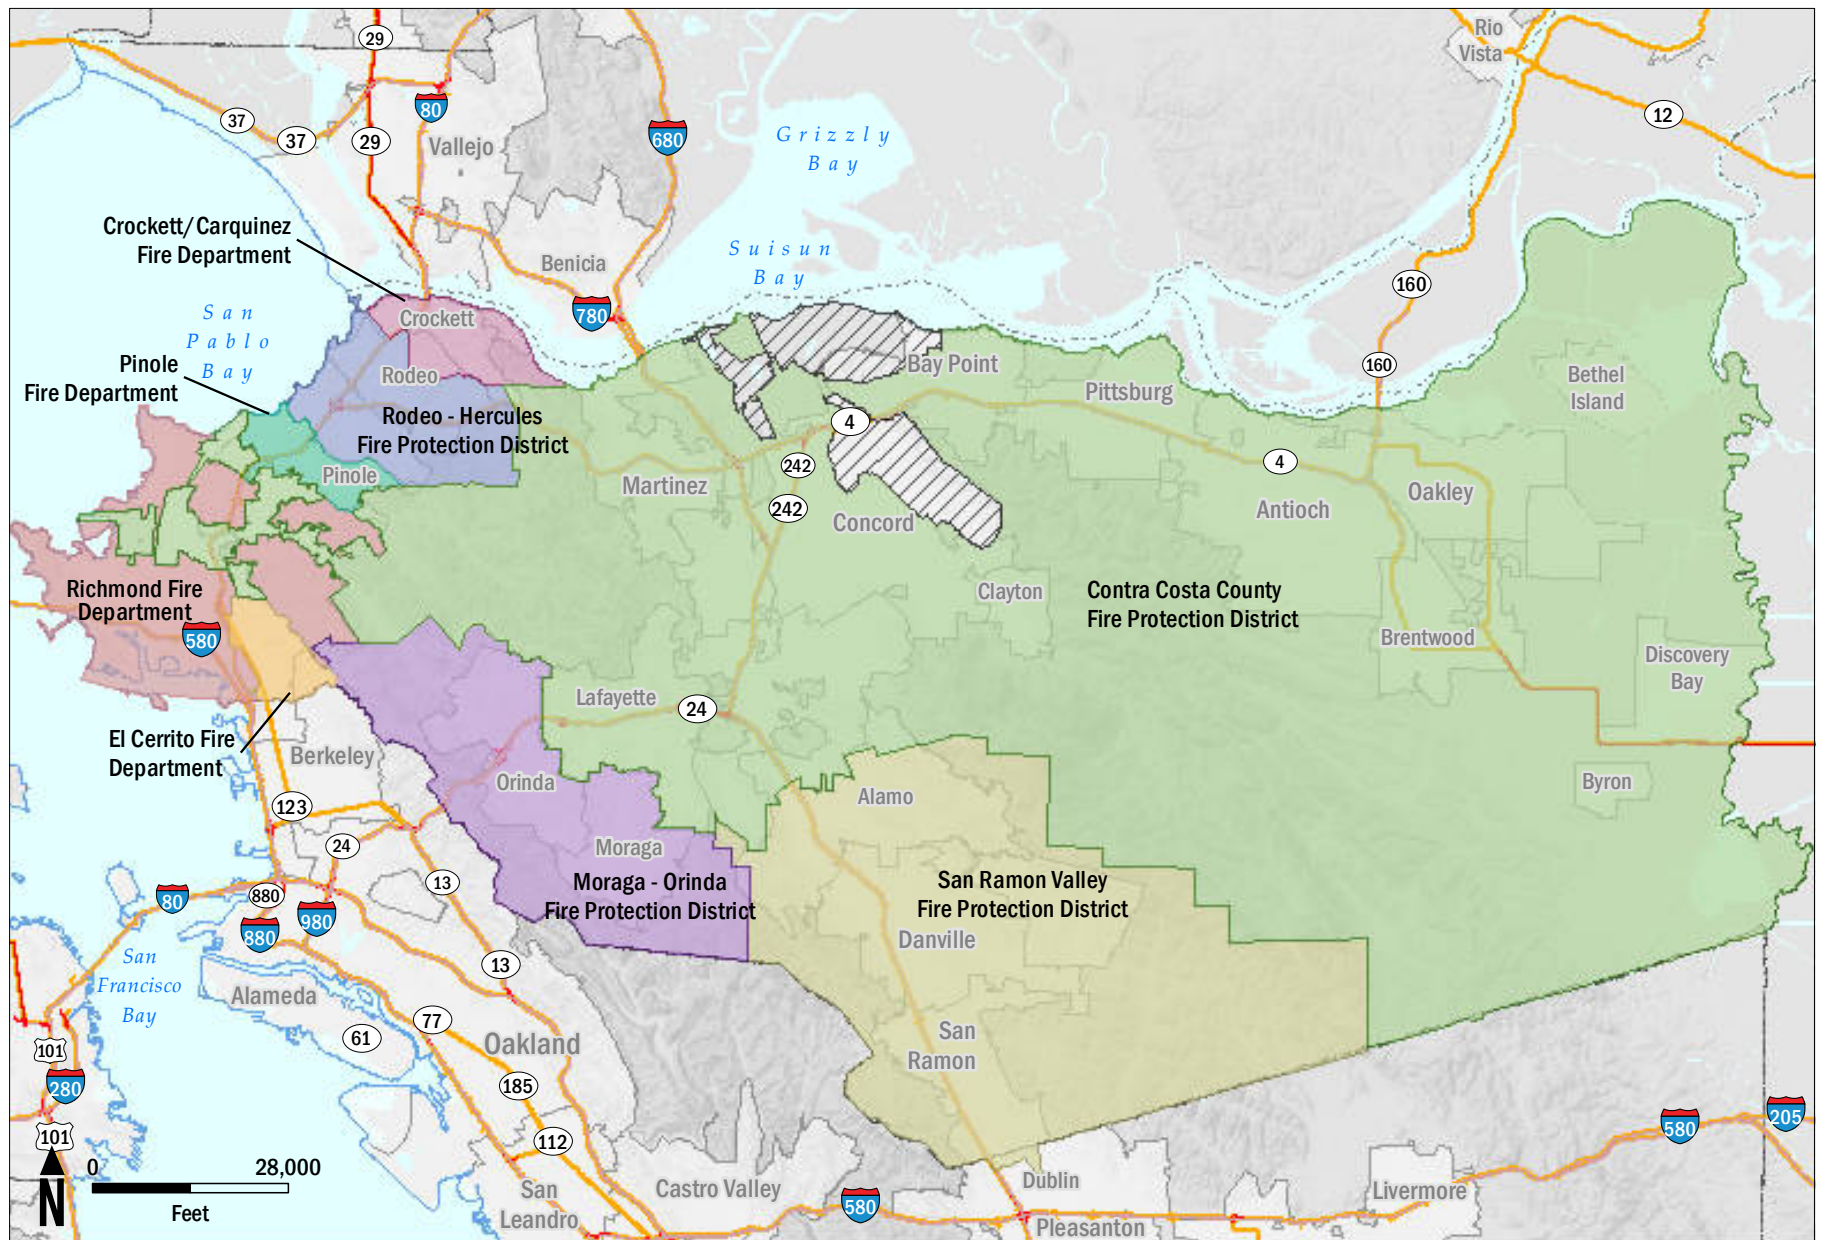 29
Rio
Vista
80
37
37
29
Vallejo
680
Grizzly
Bay
12
Crockett/Carquinez
Fire Department
Suisun
Bay
Benicia
160
San
Pablo
Bay
780
Crockett
Pinole
Fire Department
Rodeo
Bay Point
160
Pittsburg
Bethel
Island
Rodeo - Hercules
Fire Protection District
4
4
242
Pinole
Martinez
242
Concord
Antioch
Oakley
Richmond Fire
Department
580
Clayton
Contra Costa County
Fire Protection District
Brentwood
Discovery
Bay
Lafayette
24
El Cerrito Fire
Department
Berkeley
Orinda
Alamo
Byron
123
24
Moraga
13
Moraga - Orinda
Fire Protection District
San Ramon Valley
Fire Protection District
80
880
980
880
Danville
San
Francisco
Bay
13
Alameda
77
61
Oakland
San
Ramon
101
280
185
101
112
580
205
0
28,000
N
Feet
San
Leandro
Castro Valley
580
Dublin
Pleasanton
Livermore